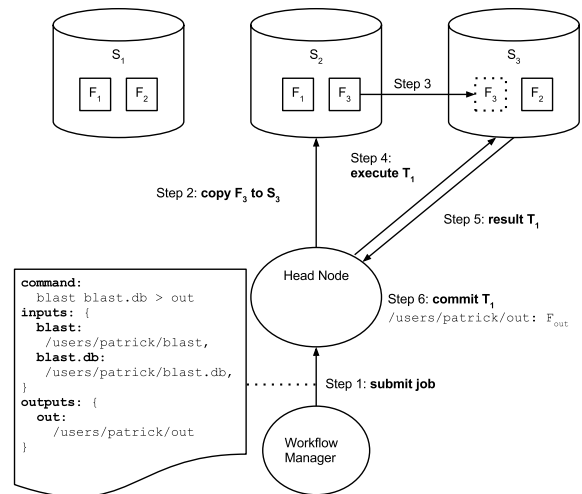 S1
S2
S3
F1
F2
F1
F3
Step 3
F3
F2
Step 4:
execute T1
Step 2: copy F3 to S3
Step 5: result T1
Head Node
Step 6: commit T1
/users/patrick/out: Fout
command:
blast blast.db > out
inputs: {
blast:
/users/patrick/blast,
blast.db:
/users/patrick/blast.db,
}
outputs: {
out:
/users/patrick/out
}
Step 1: submit job
Workflow
Manager